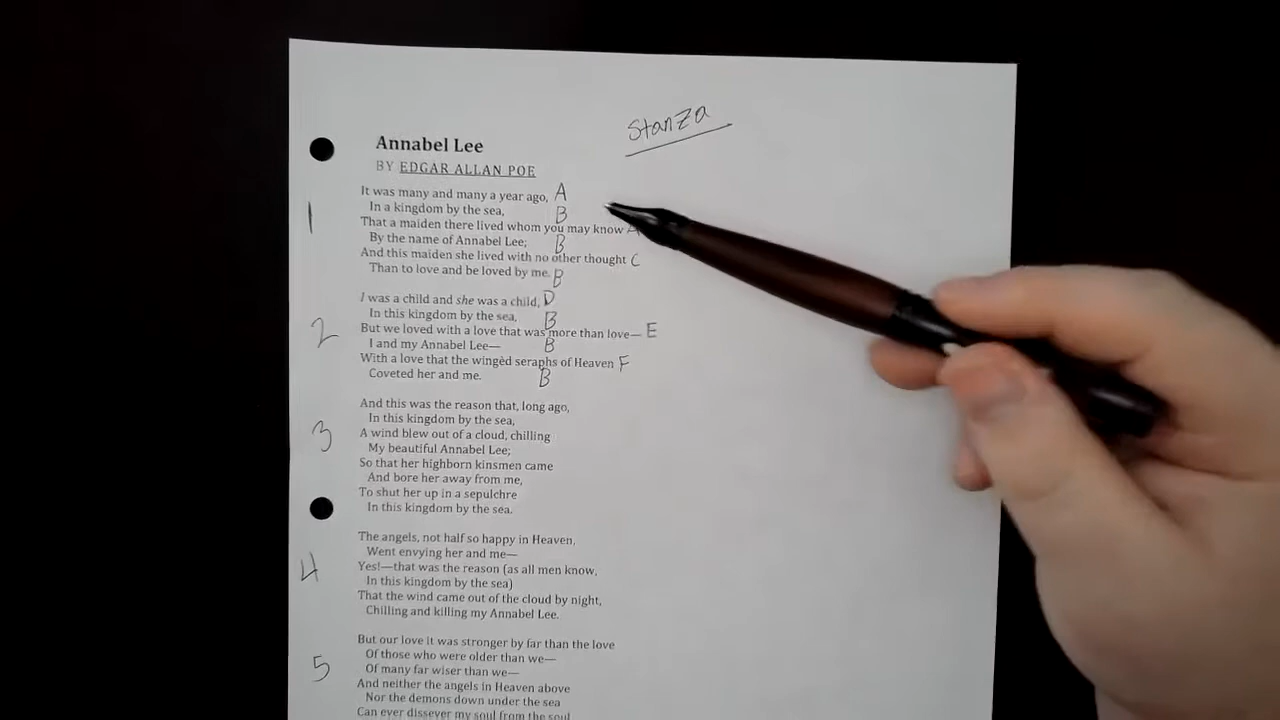 Stanza
Annabel Lee
BY EDGAR ALLAN POE
It was many and many a year ago, A
In a kingdom by the sea, B
1
That a maiden there lived whom you may know A
By the name of Annabel Lee; B
And this maiden she lived with no other thought C
Than to love and be loved by me. B
I was a child and she was a child, D
In this kingdom by the sea, B
2
But we loved with a love that was more than love— E
I and my Annabel Lee— B
With a love that the wingèd seraphs of Heaven F
Coveted her and me. B
And this was the reason that, long ago,
In this kingdom by the sea,
3
A wind blew out of a cloud, chilling
My beautiful Annabel Lee;
So that her highborn kinsmen came
And bore her away from me,
To shut her up in a sepulchre
In this kingdom by the sea.
The angels, not half so happy in Heaven,
Went envying her and me—
4
Yes!—that was the reason (as all men know,
In this kingdom by the sea)
That the wind came out of the cloud by night,
Chilling and killing my Annabel Lee.
But our love it was stronger by far than the love
Of those who were older than we—
5
Of many far wiser than we—
And neither the angels in Heaven above
Nor the demons down under the sea
Can ever dissever my soul from the soul